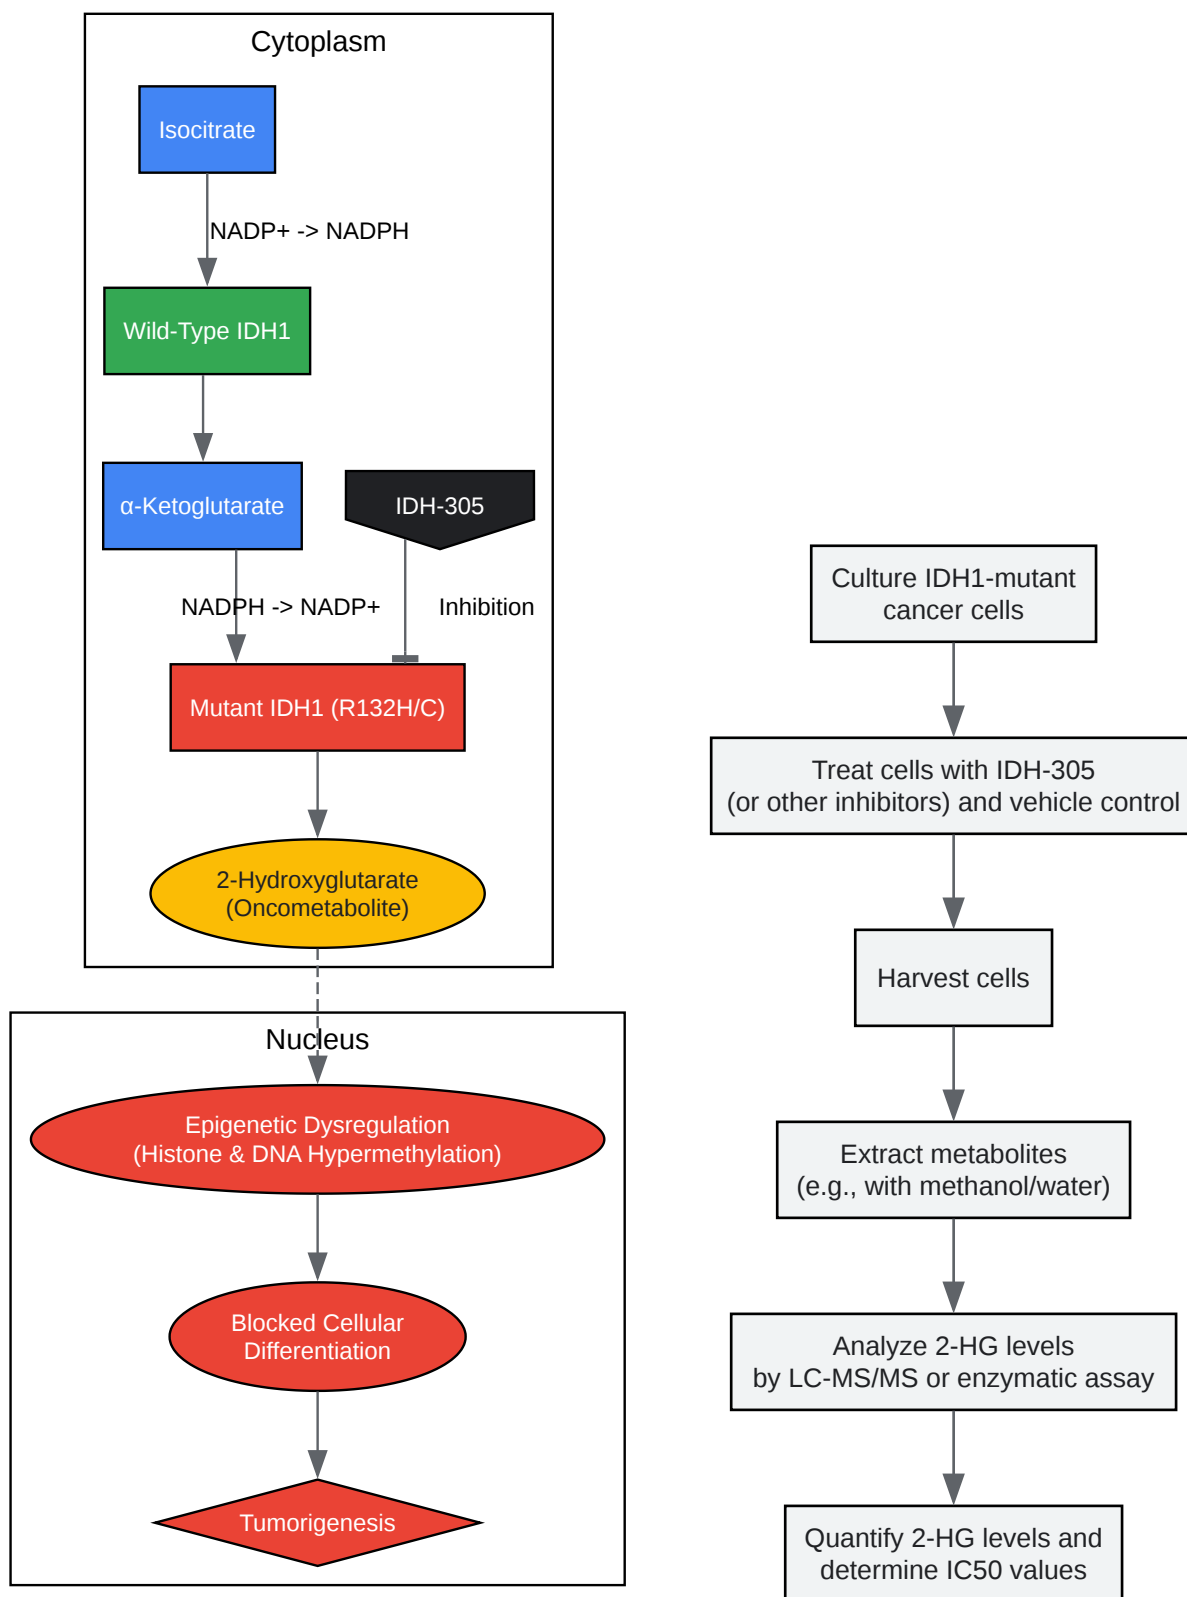 Cytoplasm
Isocitrate
NADP+ -> NADPH
Wild-Type IDH1
α-Ketoglutarate
IDH-305
NADPH -> NADP+
Inhibition
Mutant IDH1 (R132H/C)
2-Hydroxyglutarate
(Oncometabolite)
Nucleus
Epigenetic Dysregulation
(Histone & DNA Hypermethylation)
Blocked Cellular
Differentiation
Tumorigenesis
Culture IDH1-mutant
cancer cells
Treat cells with IDH-305
(or other inhibitors) and vehicle control
Harvest cells
Extract metabolites
(e.g., with methanol/water)
Analyze 2-HG levels
by LC-MS/MS or enzymatic assay
Quantify 2-HG levels and
determine IC50 values